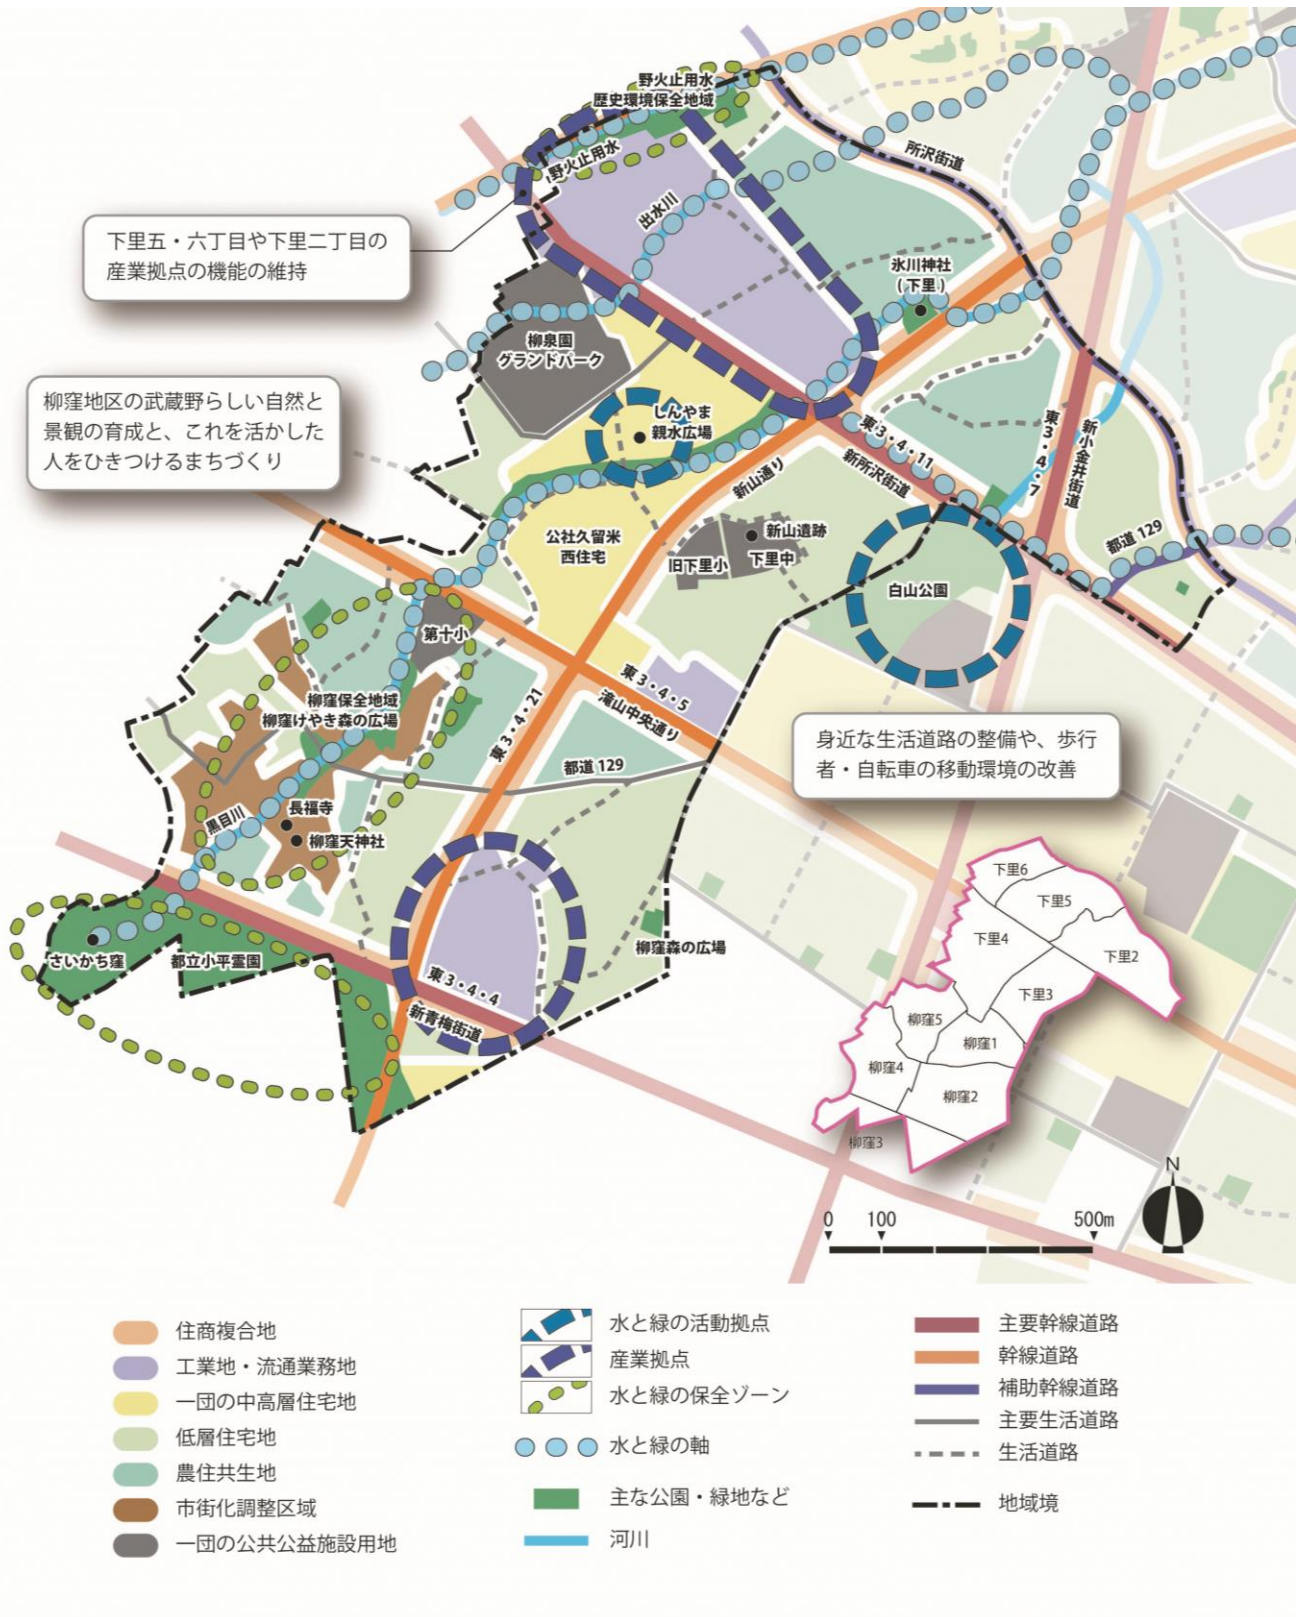 野火止用水
歴史環境保全地域
野火止用水
所沢街道
出水川
下里五・六丁目や下里二丁目の
産業拠点の機能の維持
氷川神社
（下里）
柳泉園
グランドパーク
柳窪地区の武蔵野らしい自然と
景観の育成と、これを活かした
人をひきつけるまちづくり
しんやま
親水広場
東3・4・11
新所沢街道
東3・4・7
新小金井街道
新山通り
都道129
公社久留米
西住宅
新山遺跡
旧下里小
下里中
白山公園
第十小
東3・4・5
滝山中央通り
柳窪保全地域
柳窪けやき森の広場
東3・4・21
都道129
身近な生活道路の整備や、歩行
者・自転車の移動環境の改善
黒目川
長福寺
柳窪天神社
さいかち窪
都立小平霊園
柳窪森の広場
東3・4・4
新青梅街道
下里6
下里5
下里4
下里2
下里3
柳窪5
柳窪1
柳窪4
柳窪2
柳窪3
N
0 100 500m
住商複合地
工業地・流通業務地
一団の中高層住宅地
低層住宅地
農住共生地
市街化調整区域
一団の公共公益施設用地
水と緑の活動拠点
産業拠点
水と緑の保全ゾーン
水と緑の軸
主な公園・緑地など
河川
主要幹線道路
幹線道路
補助幹線道路
主要生活道路
生活道路
地域境